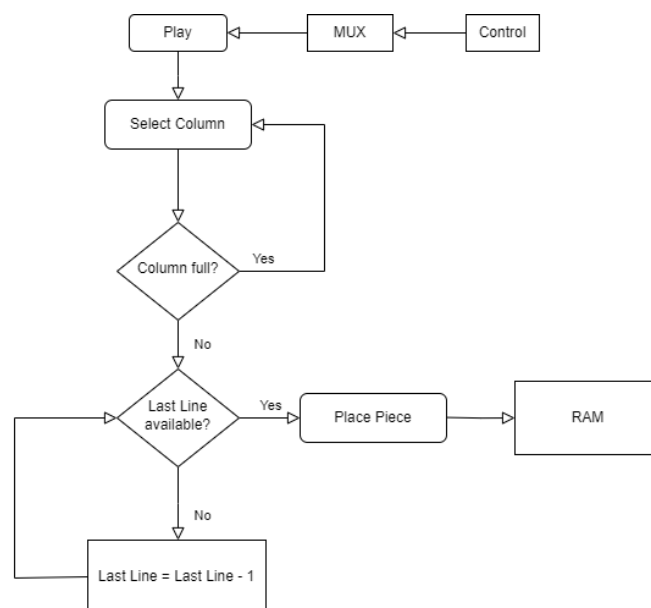 Play
MUX
Control
Select Column
Column full?
Yes
No
Last Line
available?
Yes
Place Piece
RAM
No
Last Line = Last Line - 1